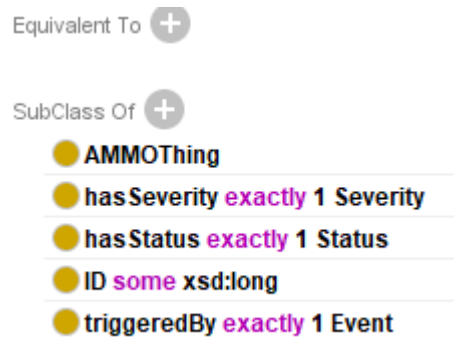 Equivalent To
SubClass Of
AMMOThing
hasSeverity exactly 1 Severity
hasStatus exactly 1 Status
ID some xsd:long
triggeredBy exactly 1 Event